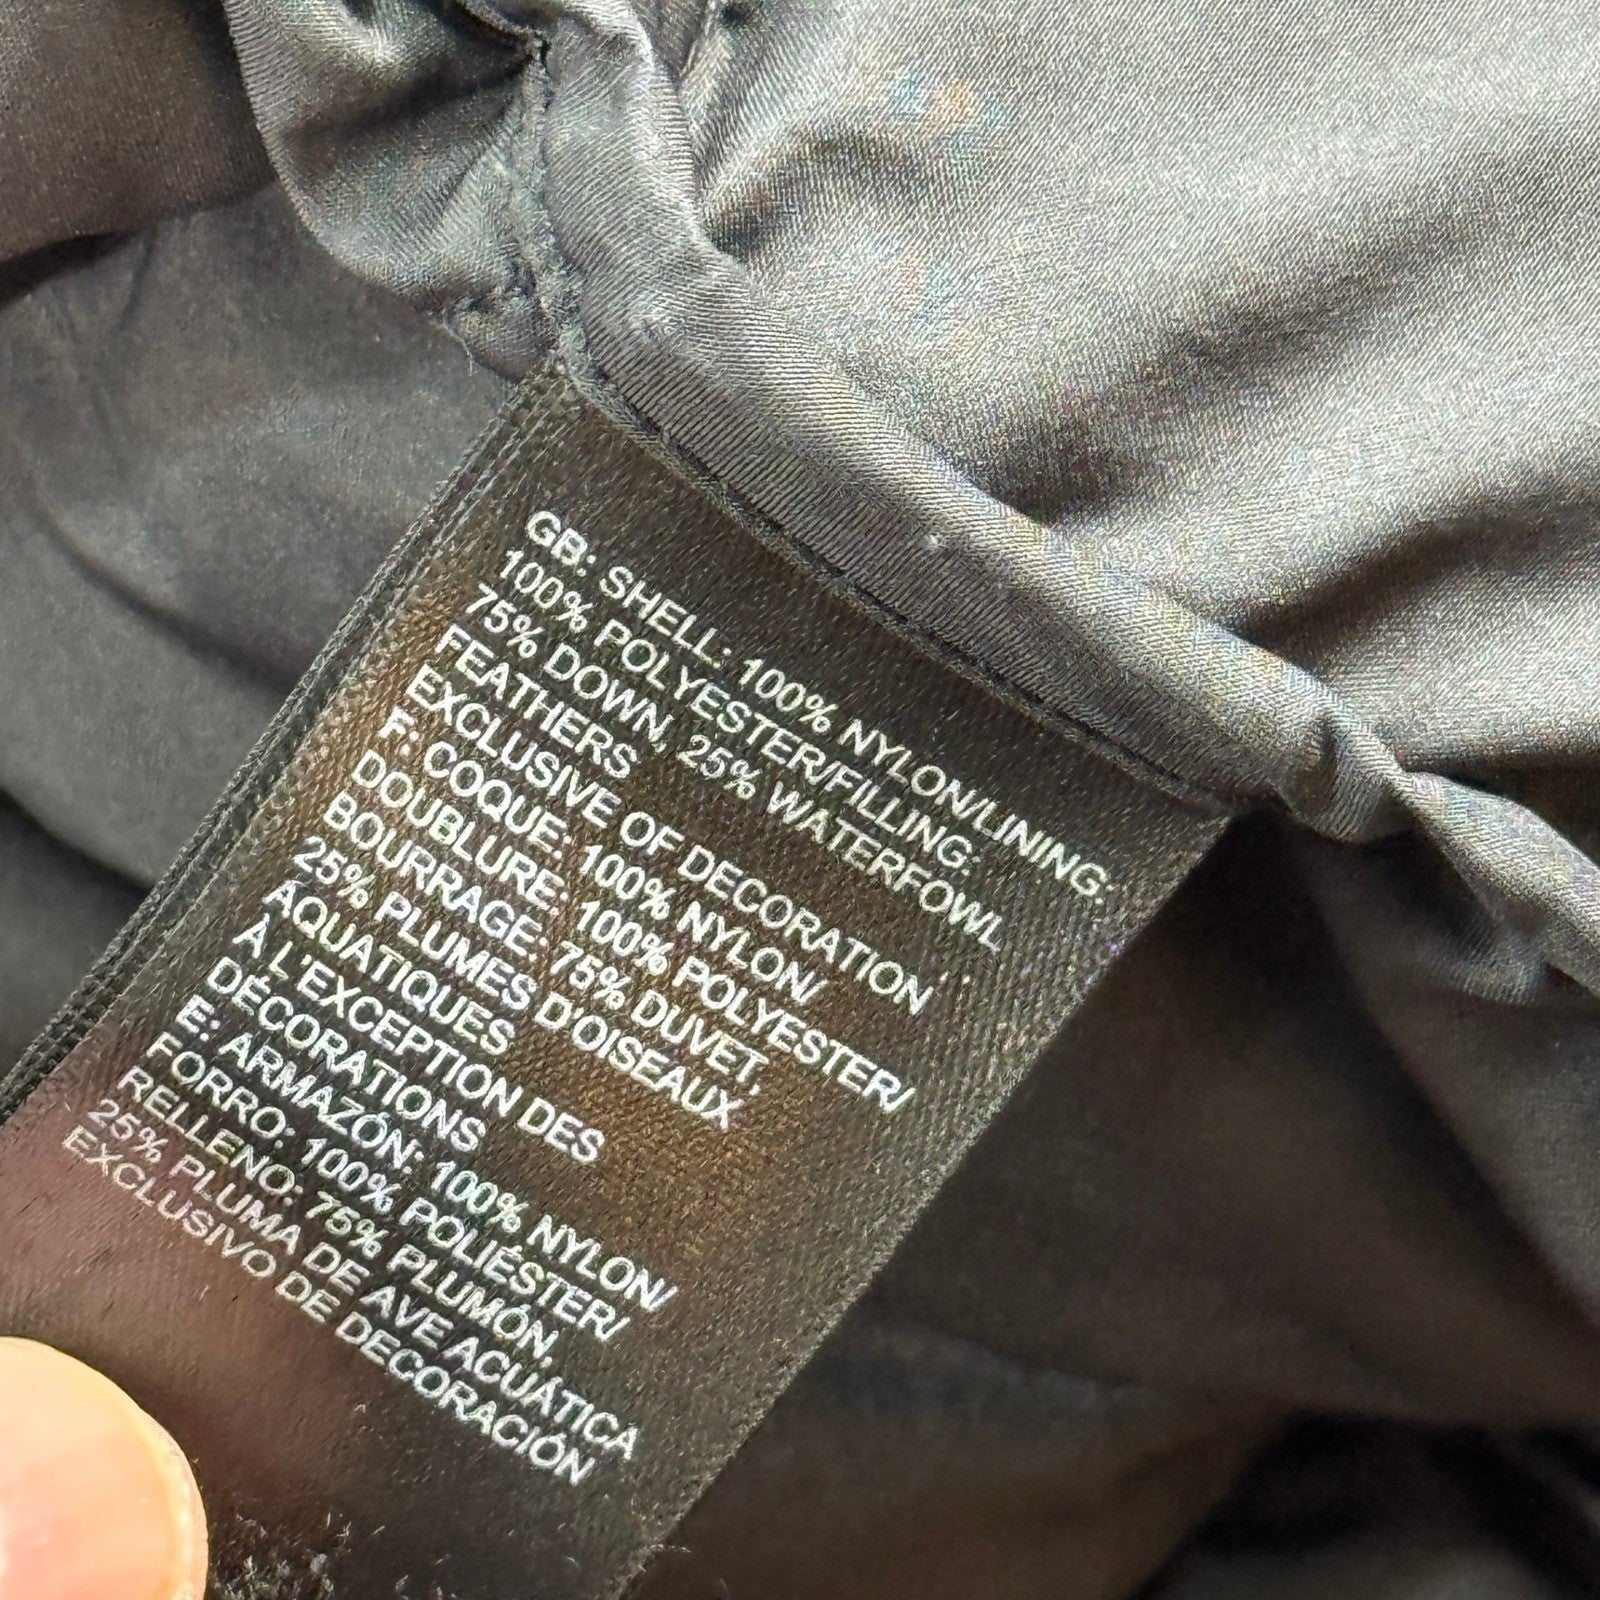 GB: SHELL: 100% NYLON/LINING:
100% POLYESTER/FILLING:
75% DOWN, 25% WATERFOWL
FEATHERS
EXCLUSIVE OF DECORATION
F: COQUE: 100% NYLON/
DOUBLURE: 100% POLYESTER/
BOURRAGE: 75% DUVET,
25% PLUMES D'OISEAUX
AQUATIQUES
À L'EXCEPTION DES
DÉCORATIONS
E: ARMAZÓN: 100% NYLON/
FORRO: 100% POLIÉSTER/
RELLENO: 75% PLUMÓN,
25% PLUMA DE AVE ACUÁTICA
EXCLUSIVO DE DECORACIÓN